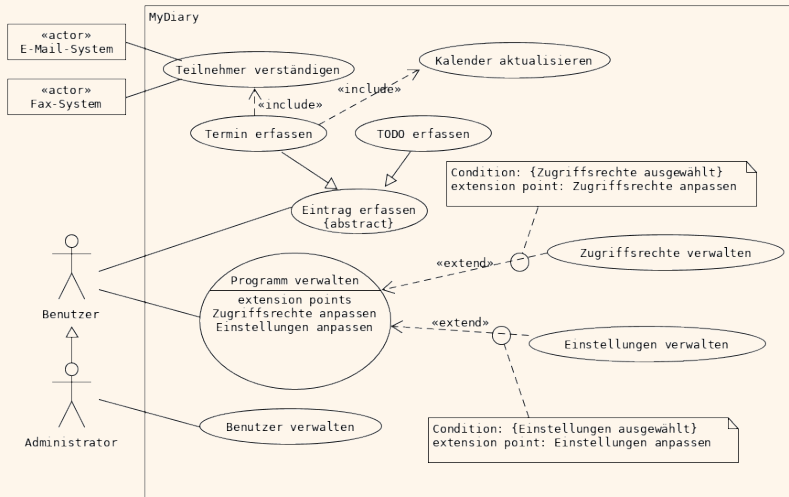 MyDiary
«actor»
E-Mail-System
«actor»
Fax-System
Teilnehmer verständigen
Kalender aktualisieren
«include»
«include»
Termin erfassen
TODO erfassen
Condition: {Zugriffsrechte ausgewählt}
extension point: Zugriffsrechte anpassen
Eintrag erfassen
{abstract}
Zugriffsrechte verwalten
«extend»
Programm verwalten
extension points
Zugriffsrechte anpassen
Einstellungen anpassen
Benutzer
«extend»
Einstellungen verwalten
Benutzer verwalten
Condition: {Einstellungen ausgewählt}
extension point: Einstellungen anpassen
Administrator